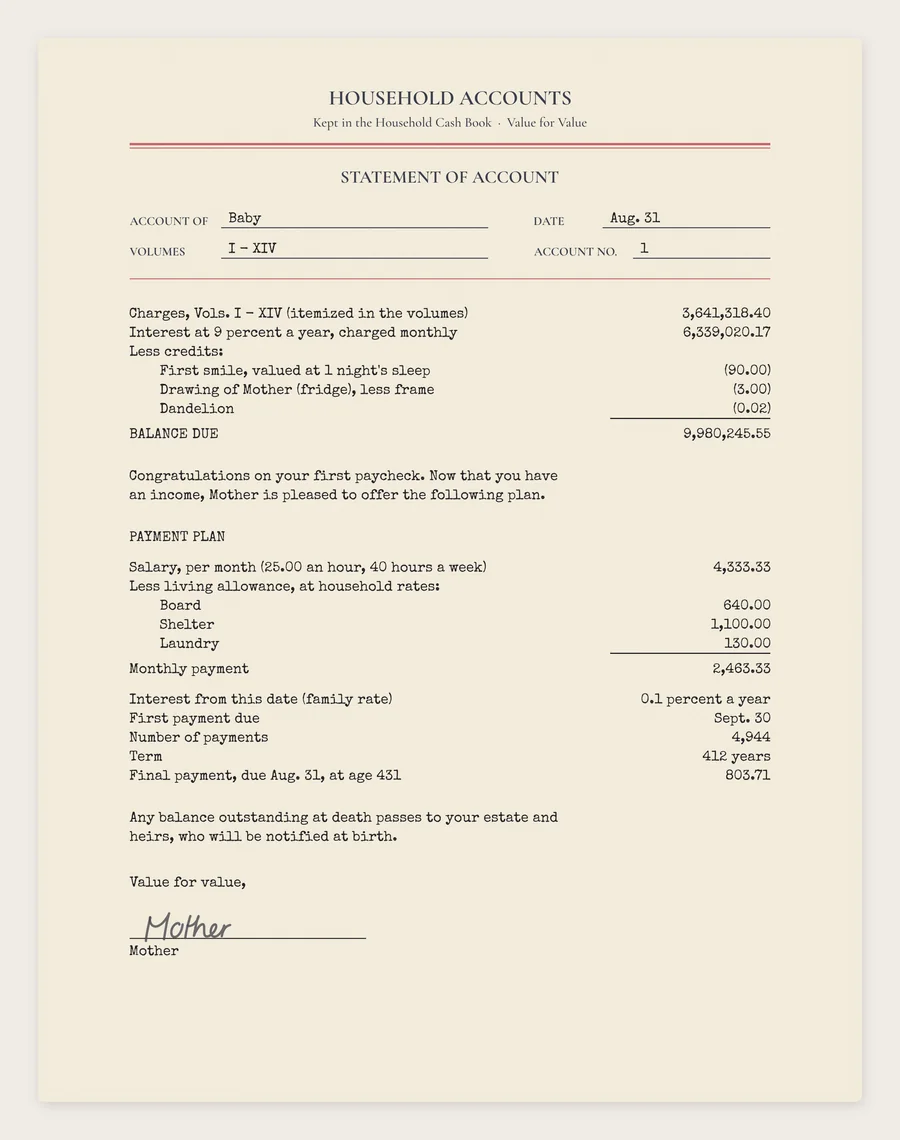 HOUSEHOLD ACCOUNTS
Kept in the Household Cash Book · Value for Value
STATEMENT OF ACCOUNT
ACCOUNT OF Baby DATE Aug. 31
VOLUMES I – XIV ACCOUNT NO. 1
Charges, Vols. I – XIV (itemized in the volumes) 3,641,318.40
Interest at 9 percent a year, charged monthly 6,339,020.17
Less credits:
First smile, valued at 1 night's sleep (90.00)
Drawing of Mother (fridge), less frame (3.00)
Dandelion (0.02)
BALANCE DUE 9,980,245.55
Congratulations on your first paycheck. Now that you have
an income, Mother is pleased to offer the following plan.
PAYMENT PLAN
Salary, per month (25.00 an hour, 40 hours a week) 4,333.33
Less living allowance, at household rates:
Board 640.00
Shelter 1,100.00
Laundry 130.00
Monthly payment 2,463.33
Interest from this date (family rate) 0.1 percent a year
First payment due Sept. 30
Number of payments 4,944
Term 412 years
Final payment, due Aug. 31, at age 431 803.71
Any balance outstanding at death passes to your estate and
heirs, who will be notified at birth.
Value for value,
Mother
Mother